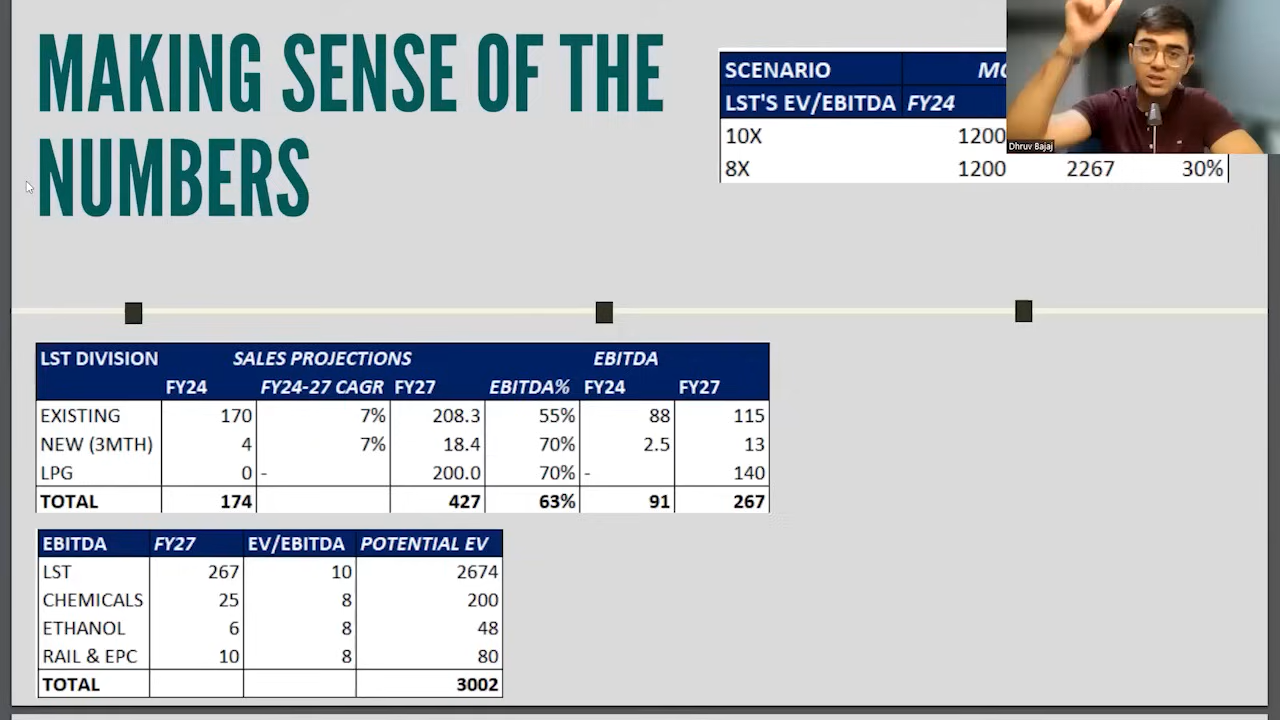 MAKING SENSE OF THE
NUMBERS
SCENARIO
LST'S EV/EBITDA FY24
10X 1200
8X 1200 2267 30%
Dhruv Bajaj
LST DIVISION SALES PROJECTIONS EBITDA
FY24 FY24-27 CAGR FY27 EBITDA% FY24 FY27
EXISTING 170 7% 208.3 55% 88 115
NEW (3MTH) 4 7% 18.4 70% 2.5 13
LPG 0 - 200.0 70% - 140
TOTAL 174 427 63% 91 267
EBITDA FY27 EV/EBITDA POTENTIAL EV
LST 267 10 2674
CHEMICALS 25 8 200
ETHANOL 6 8 48
RAIL & EPC 10 8 80
TOTAL 3002